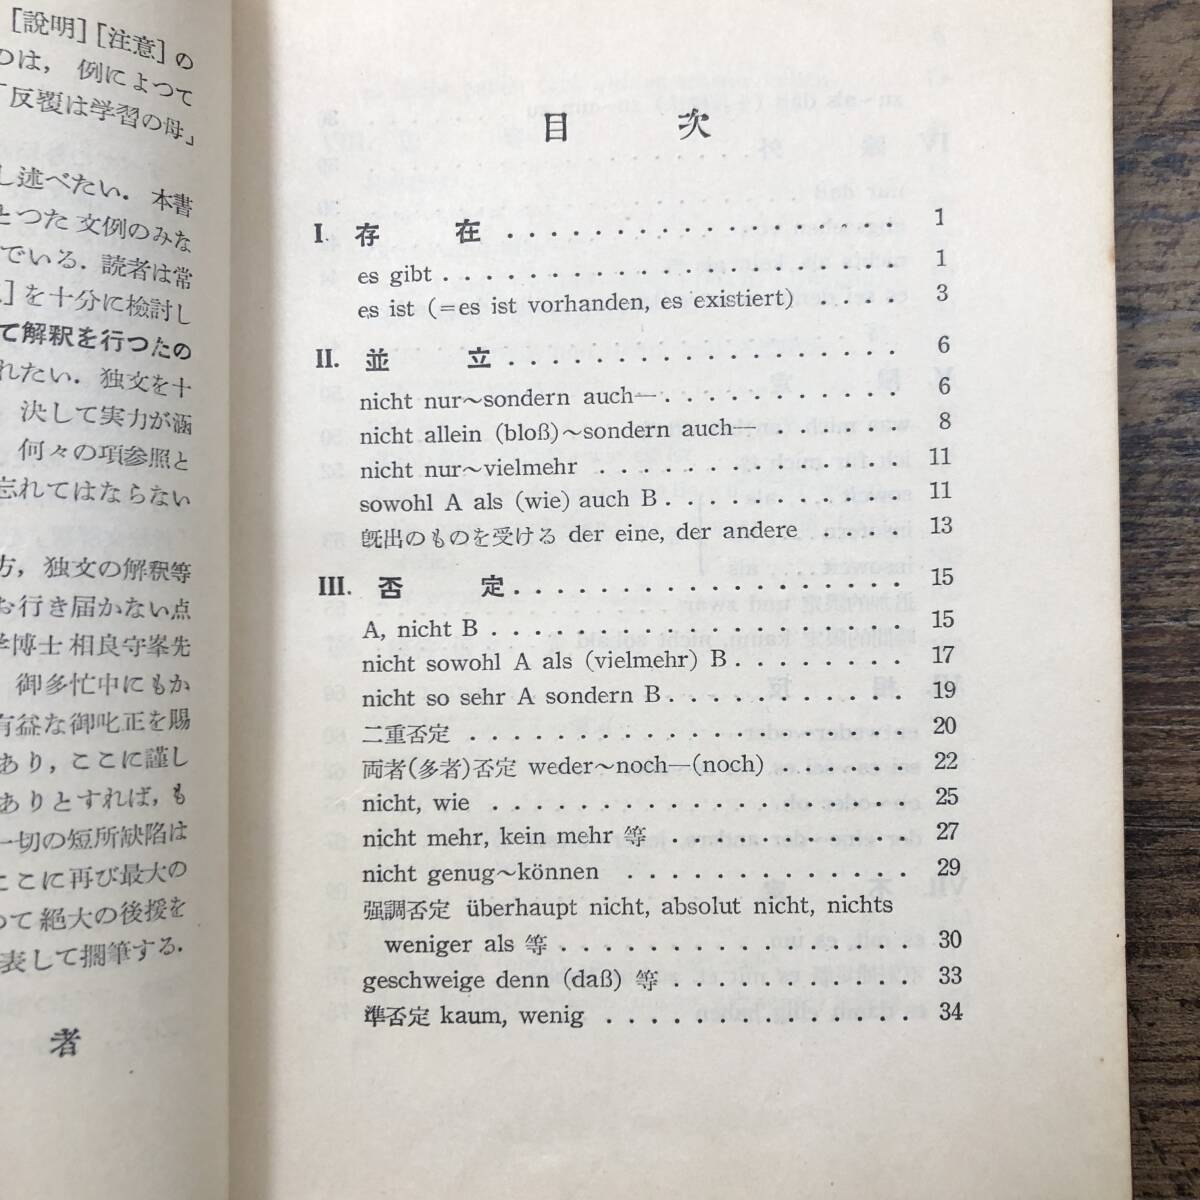 [説明][注意]の
のは，例によつて
「反覆は学習の母」
し述べたい．本書
とつた文例のみな
でいる．読者は常
]を十分に検討し
て解釈を行つたの
れたい．独文を十
決して実力が涵
何々の項参照と
忘れてはならない
方，独文の解釈等
お行き届かない点
学博士相良守峯先
御多忙中にもか
有益な御叱正を賜
あり，ここに謹し
ありとすれば，も
一切の短所缺陥は
ここに再び最大の
って絕大の後援を
表して擱筆する．
者
目 次
I. 存 在 . . . . . . . . . . . . . . . . . . 1
es gibt . . . . . . . . . . . . . . . . . . . . 1
es ist (=es ist vorhanden, es existiert) . . . . 3
II. 並 立 . . . . . . . . . . . . . . . . . . 6
nicht nur～sondern auch— . . . . . . . . . . . 6
nicht allein (bloß)～sondern auch— . . . . . . 8
nicht nur～vielmehr . . . . . . . . . . . . . . 11
sowohl A als (wie) auch B . . . . . . . . . . . 11
既出のものを受ける der eine, der andere . . . . . 13
III. 否 定 . . . . . . . . . . . . . . . . . . 15
A, nicht B . . . . . . . . . . . . . . . . . . . 15
nicht sowohl A als (vielmehr) B . . . . . . . . 17
nicht so sehr A sondern B . . . . . . . . . . . 19
二重否定 . . . . . . . . . . . . . . . . . . . . 20
両者(多者)否定 weder～noch—(noch) . . . . . . 22
nicht, wie . . . . . . . . . . . . . . . . . . . 25
nicht mehr, kein mehr 等 . . . . . . . . . . . . 27
nicht genug～können . . . . . . . . . . . . . 29
强調否定 überhaupt nicht, absolut nicht, nichts
weniger als 等 . . . . . . . . . . . . . . . . 30
geschweige denn (daß) 等 . . . . . . . . . . . 33
準否定 kaum, wenig . . . . . . . . . . . . . . 34